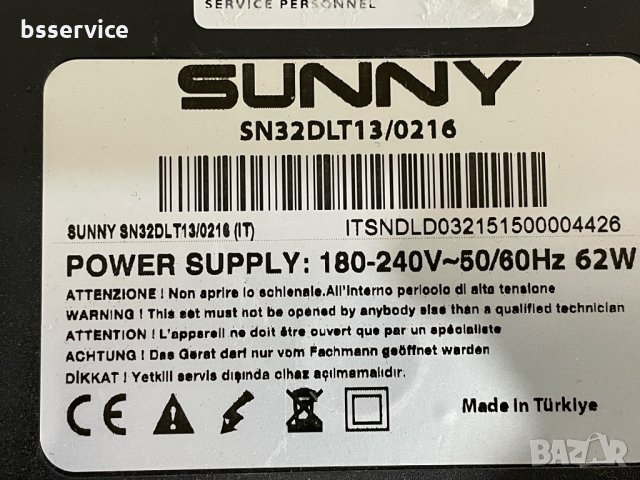 SERVICE PERSONNEL
bsservice
SUNNY
SN32DLT13/0216
SUNNY SN32DLT13/0216 (IT)
ITSNDLD032151500004426
POWER SUPPLY: 180-240V~50/60Hz 62W
ATTENZIONE ! Non aprire lo schienale.All'interno pericolo di alta tensione
WARNING ! This set must not be opened by anybody else than a qualified technician
ATTENTION ! L'appareil ne doit être ouvert que par un spécialiste
ACHTUNG ! Das Gerat darf nur vom Fachmann geöffnet warden
DİKKAT ! Yetkili servis dışında cihaz açılmamalıdır.
CE
Made in Türkiye
BAZAR